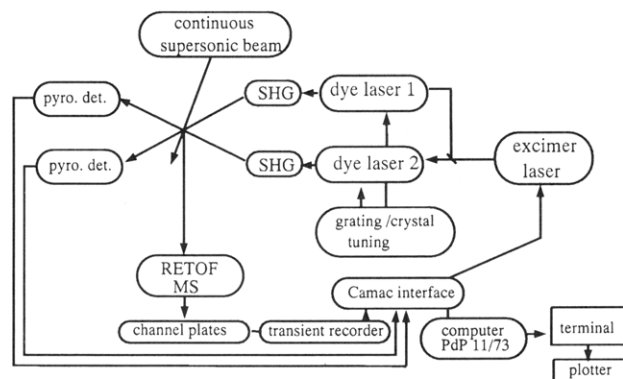 continuous
supersonic beam
pyro. det.
SHG
dye laser 1
pyro. det.
SHG
dye laser 2
excimer
laser
grating /crystal
tuning
RETOF
MS
Camac interface
channel plates
transient recorder
computer
PdP 11/73
terminal
plotter